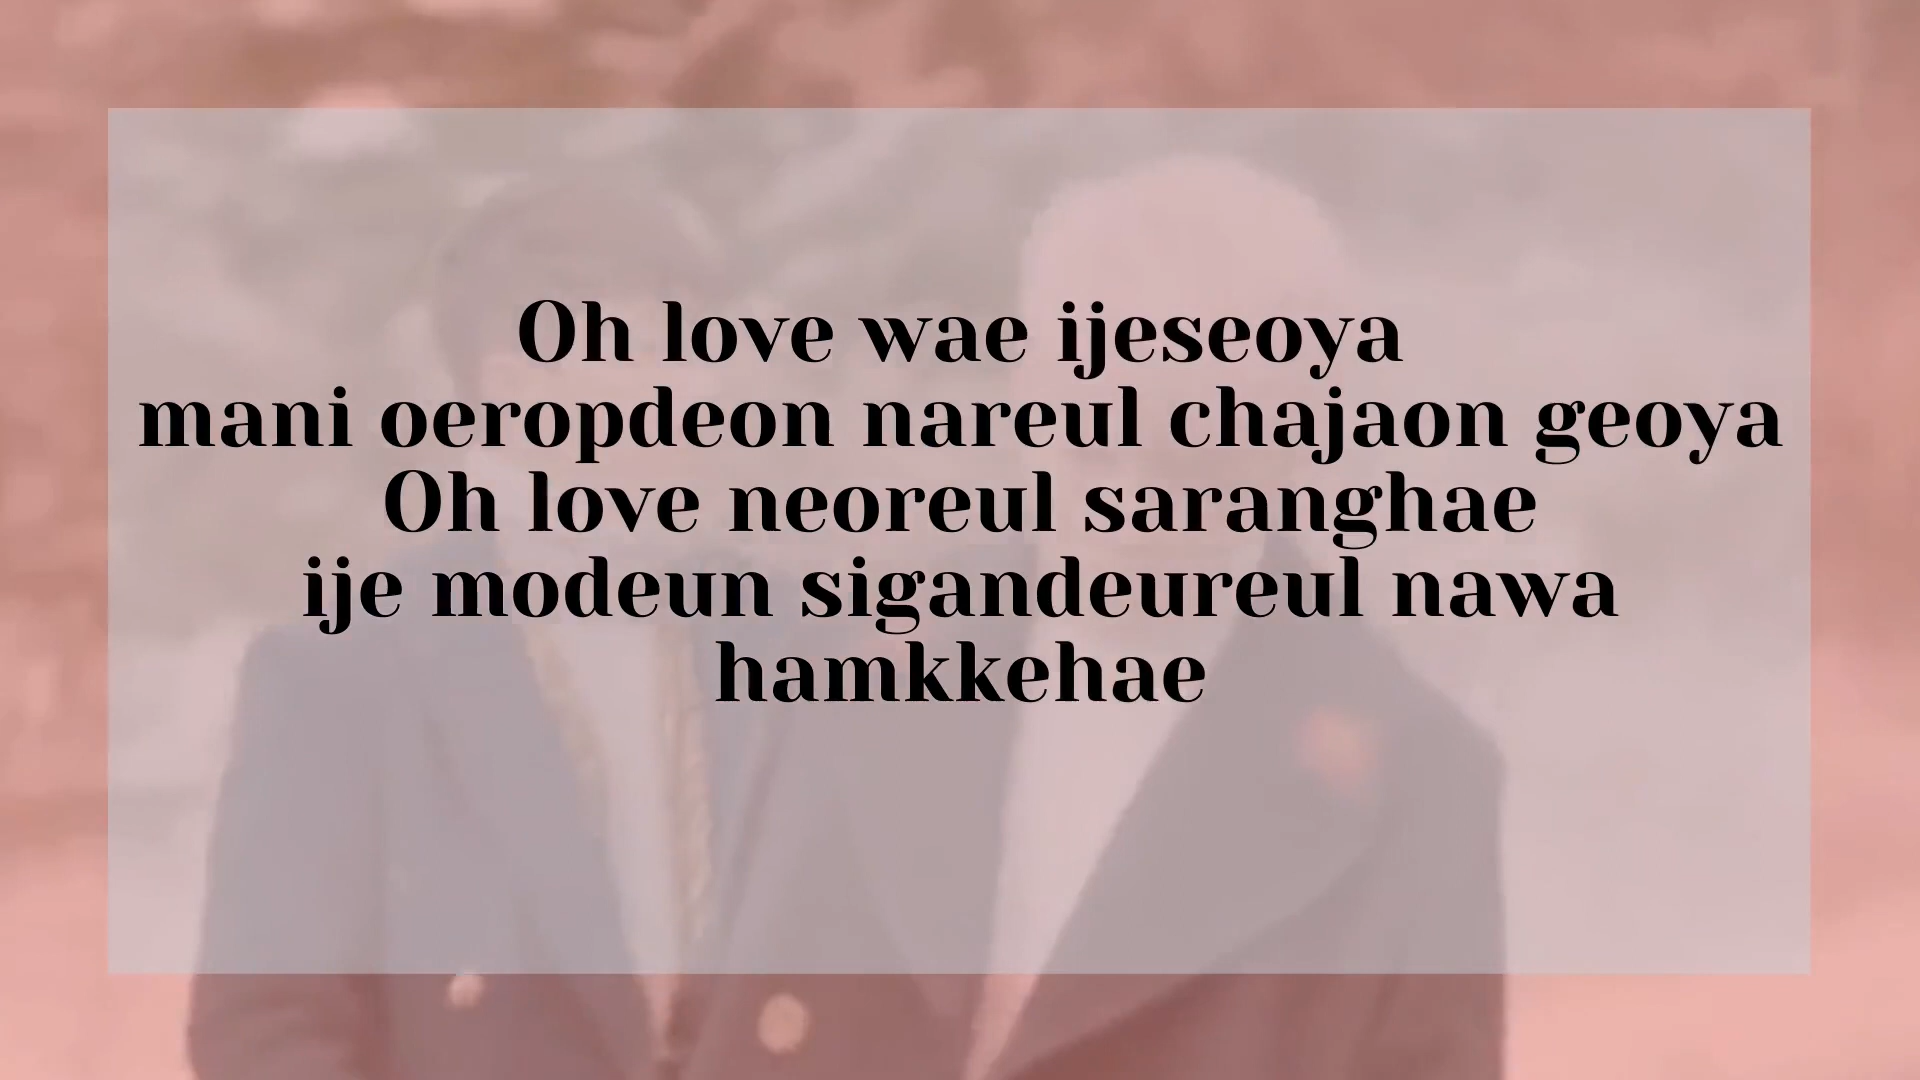 Oh love wae ijeseoya
mani oeropdeon nareul chajaon geoya
Oh love neoreul saranghae
ije modeun sigandeureul nawa
hamkkehae